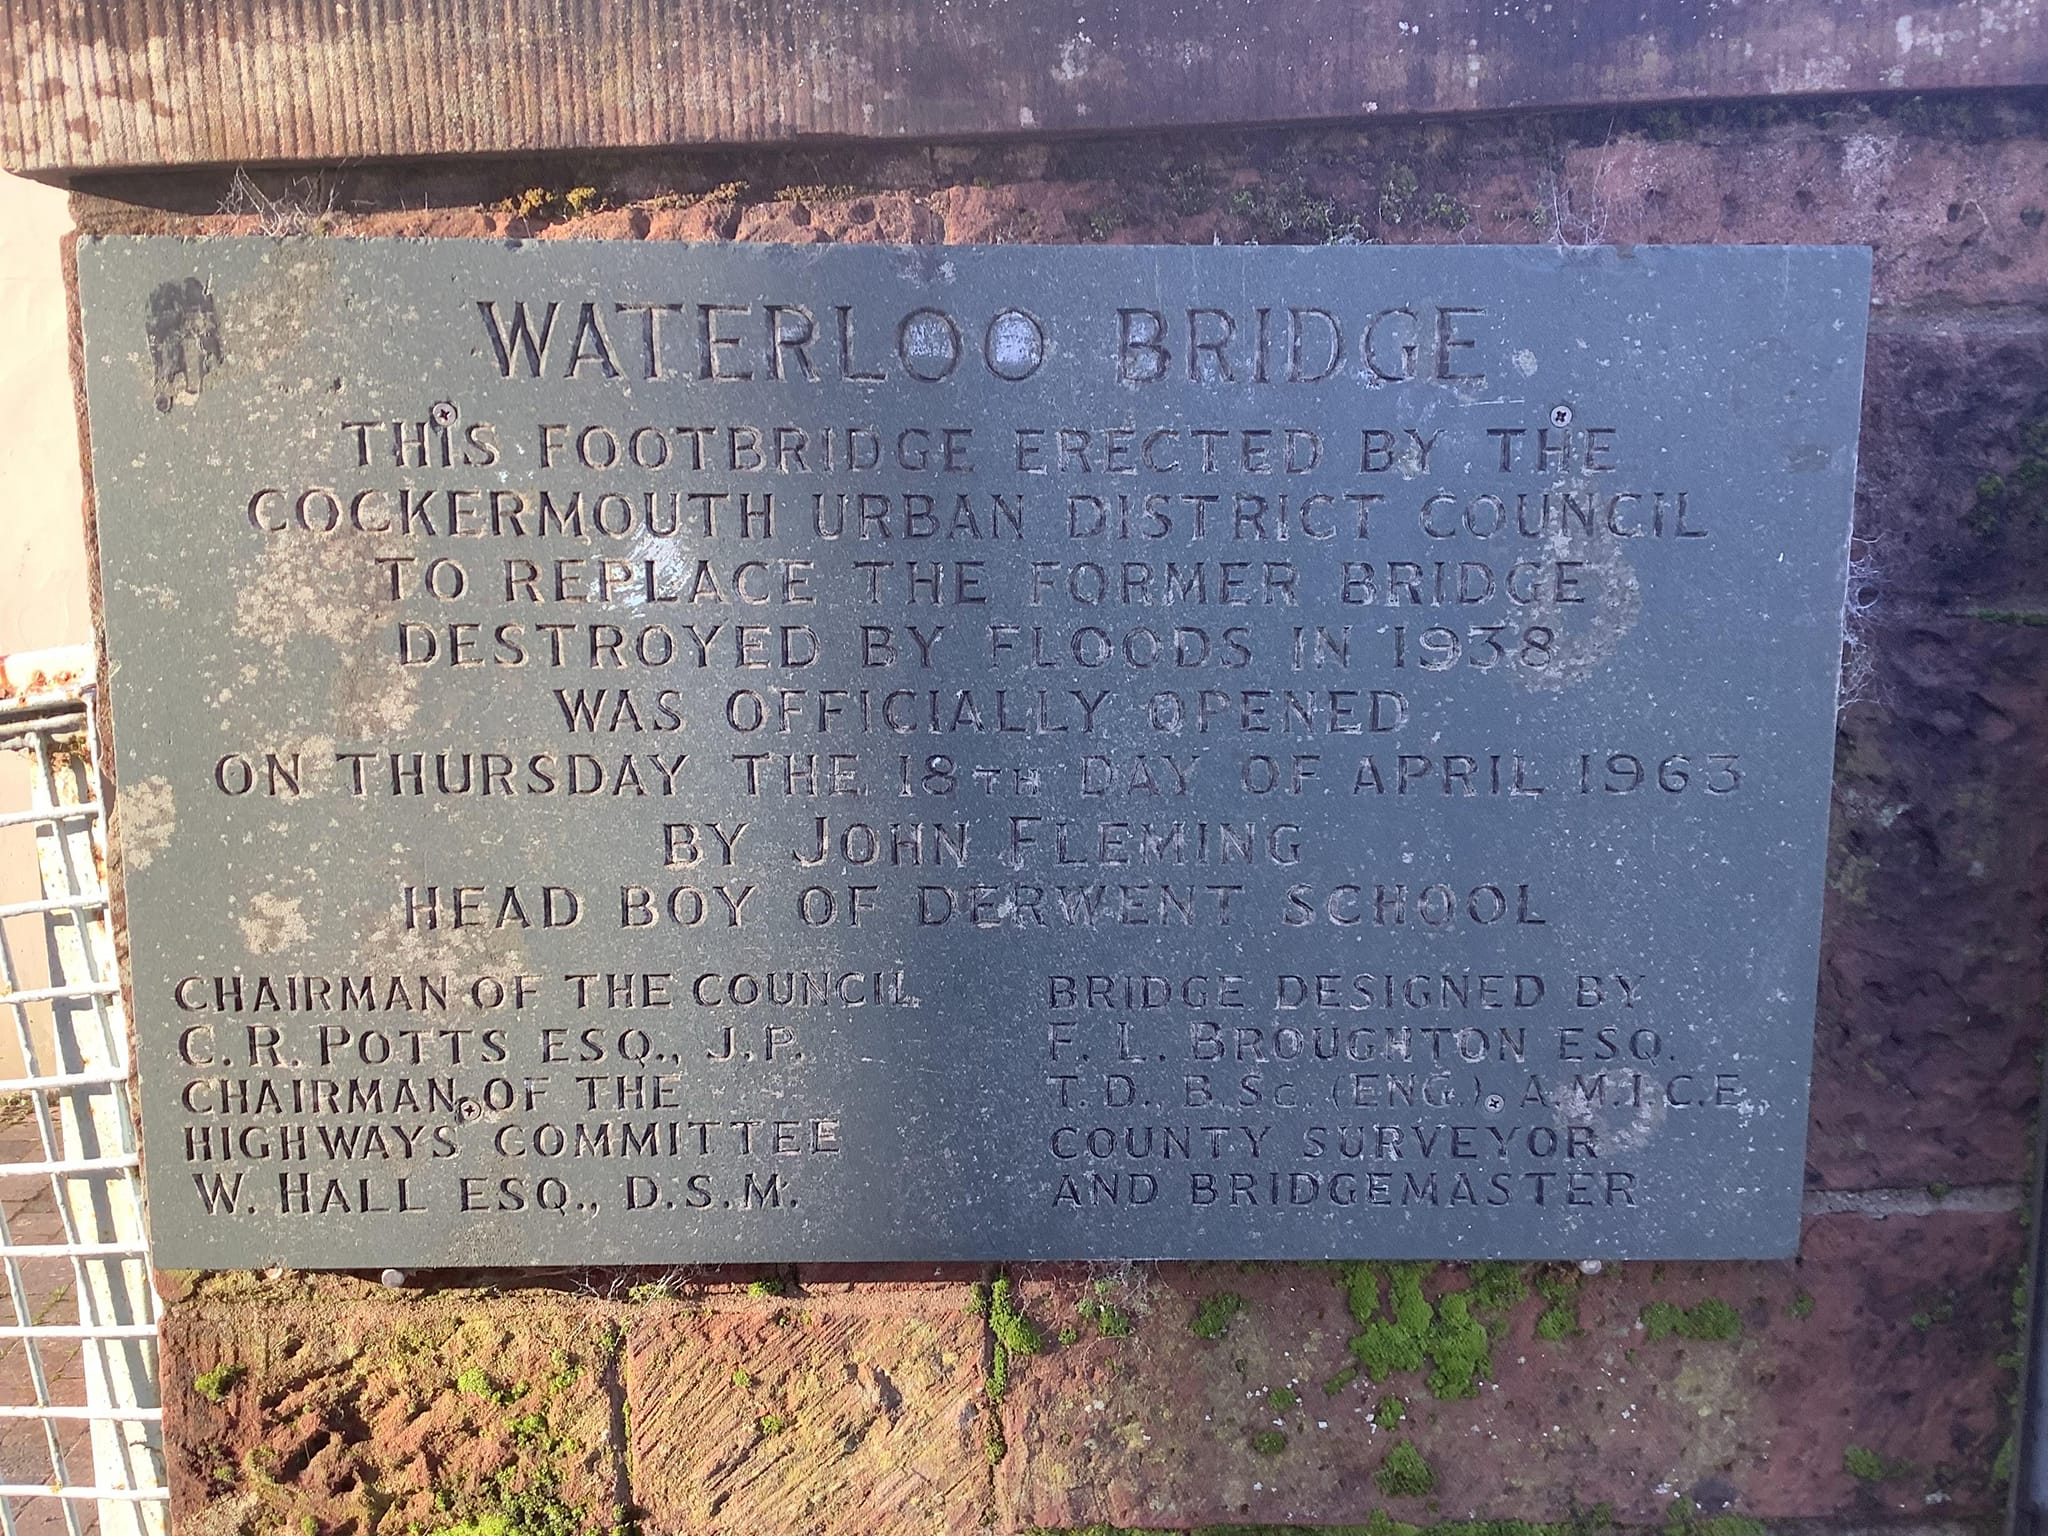 WATERLOO BRIDGE
THIS FOOTBRIDGE ERECTED BY THE
COCKERMOUTH URBAN DISTRICT COUNCIL
TO REPLACE THE FORMER BRIDGE
DESTROYED BY FLOODS IN 1938
WAS OFFICIALLY OPENED
ON THURSDAY THE 18TH DAY OF APRIL 1963
BY JOHN FLEMING
HEAD BOY OF DERWENT SCHOOL
CHAIRMAN OF THE COUNCIL
C. R. POTTS ESQ., J.P.
CHAIRMAN OF THE
HIGHWAYS COMMITTEE
W. HALL ESQ., D.S.M.
BRIDGE DESIGNED BY
F. L. BROUGHTON ESQ.
T. D., B.Sc. (ENG.), A.M.I.C.E.
COUNTY SURVEYOR
AND BRIDGEMASTER